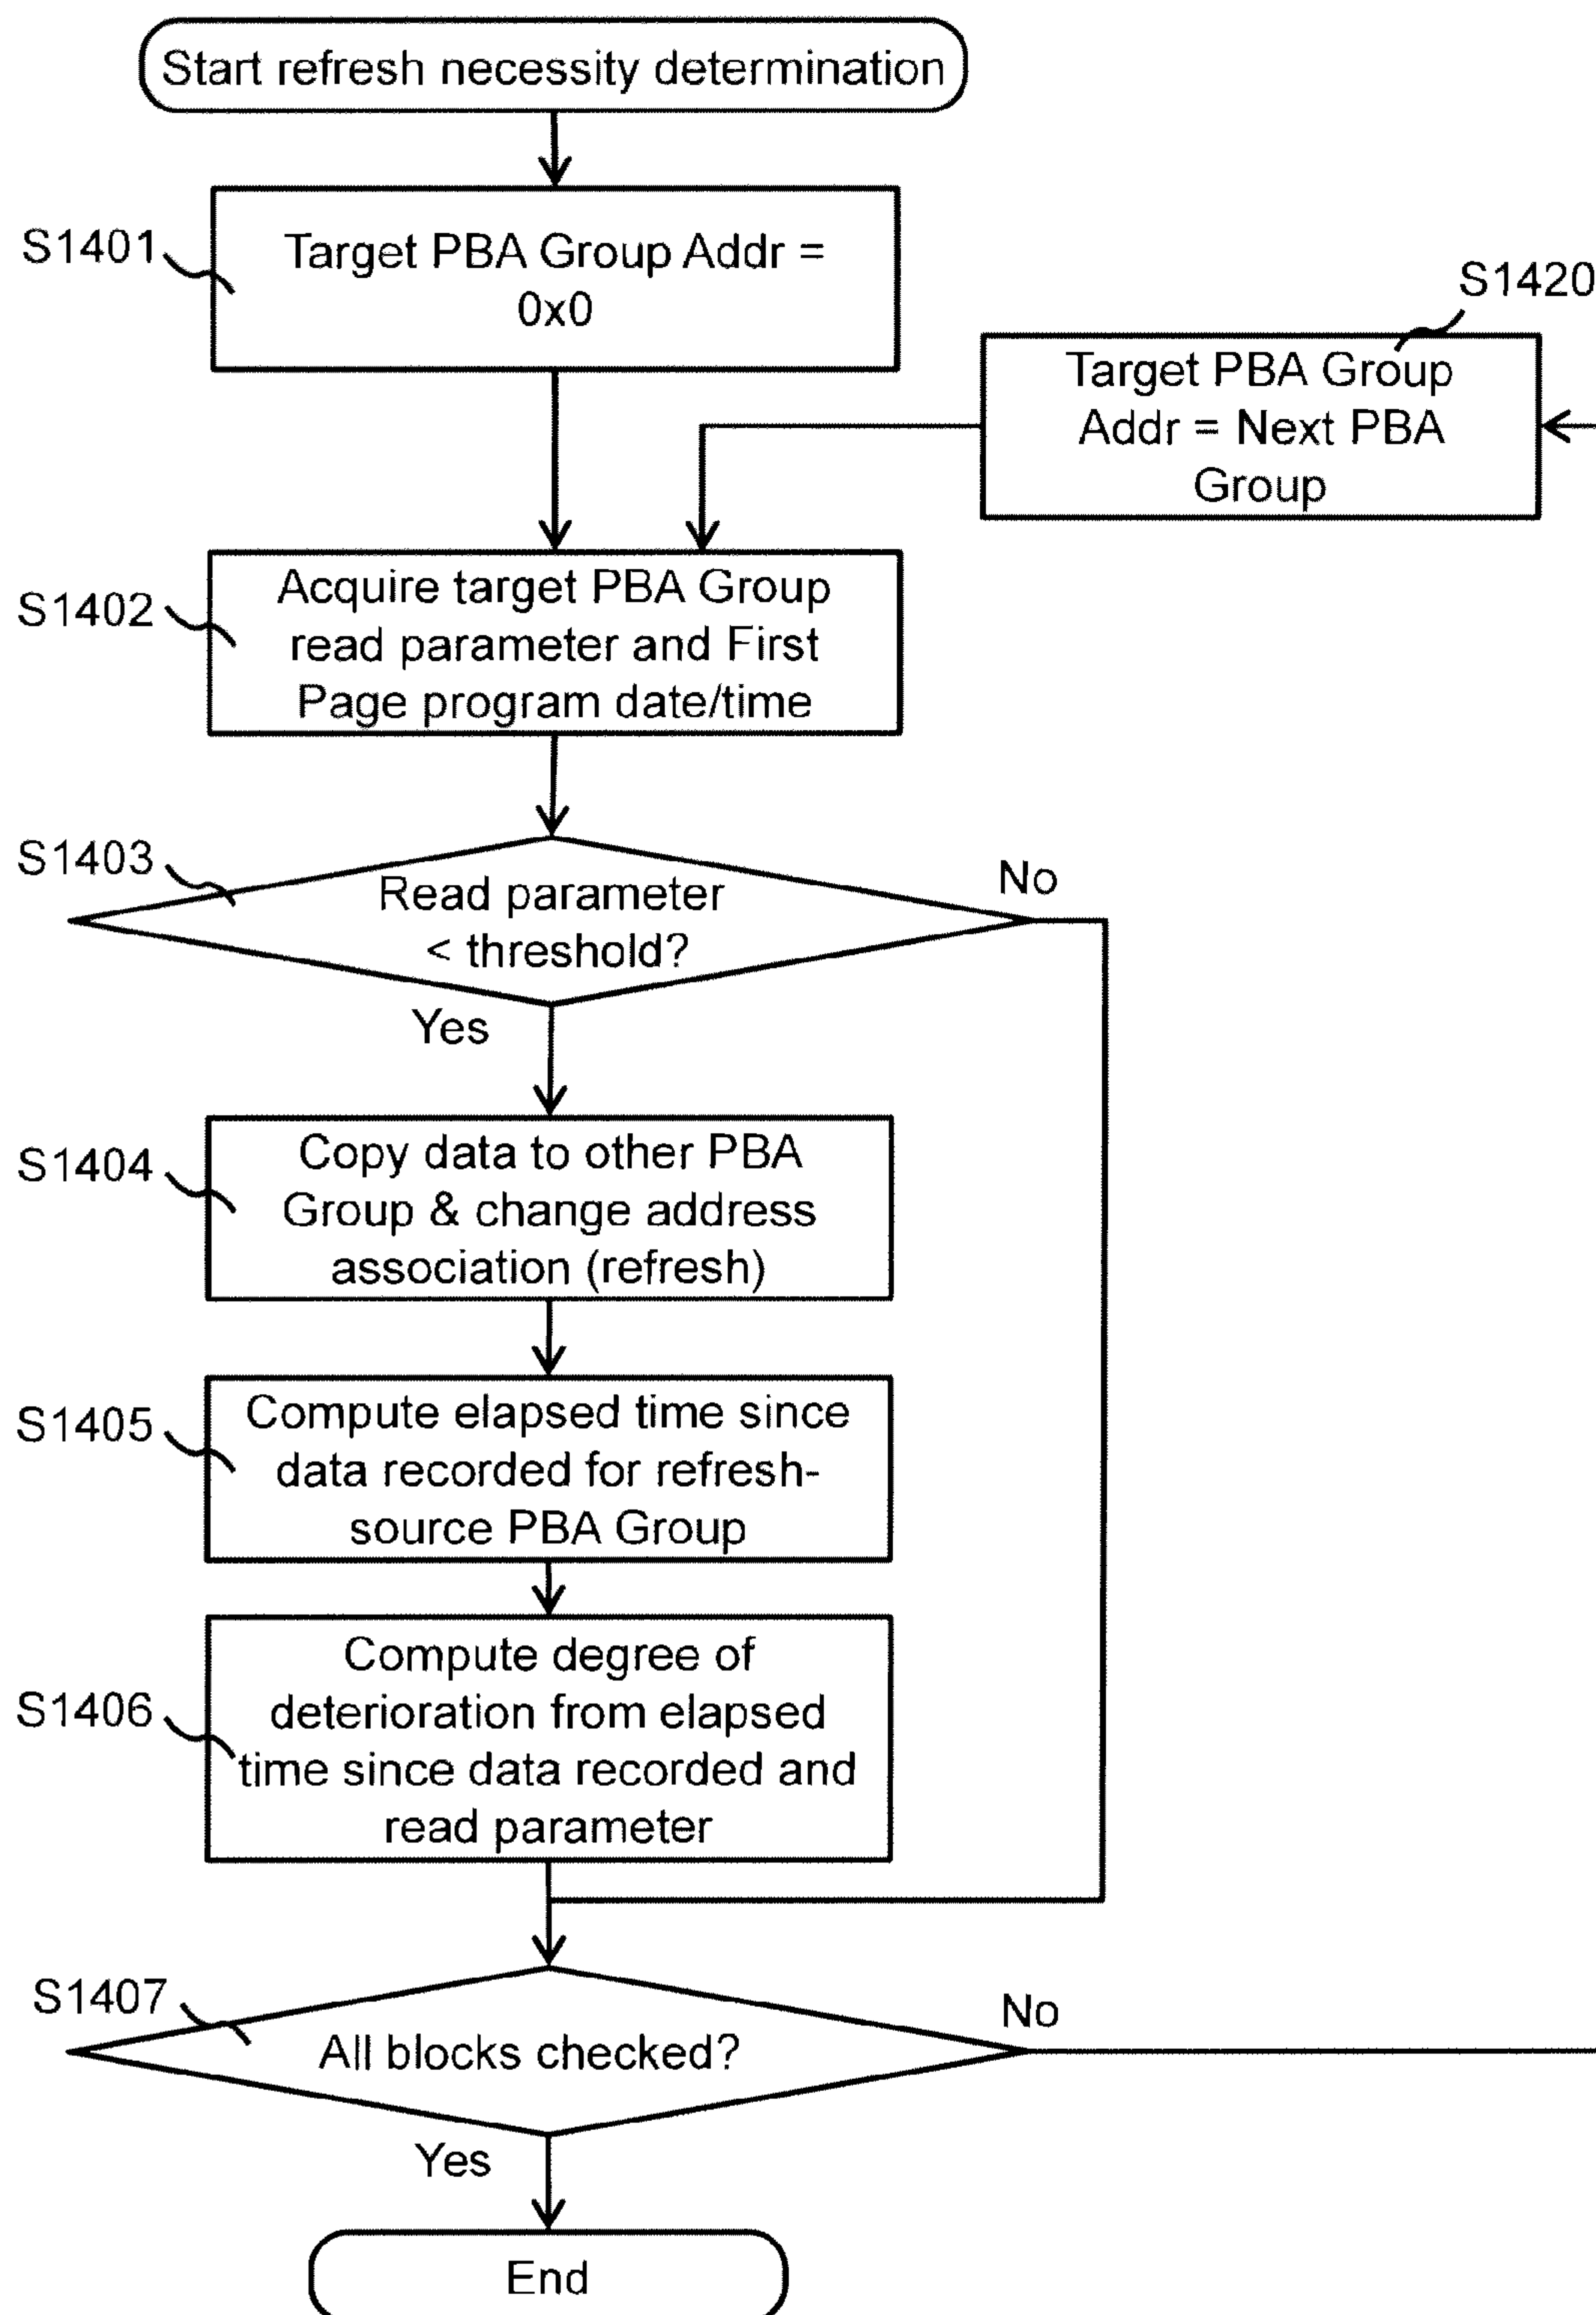 Start refresh necessity determination
S1401
Target PBA Group Addr =
0x0
S1420
Target PBA Group
Addr = Next PBA
Group
S1402
Acquire target PBA Group
read parameter and First
Page program date/time
S1403
Read parameter
< threshold?
No
Yes
S1404
Copy data to other PBA
Group & change address
association (refresh)
S1405
Compute elapsed time since
data recorded for refresh-
source PBA Group
S1406
Compute degree of
deterioration from elapsed
time since data recorded and
read parameter
S1407
All blocks checked?
No
Yes
End